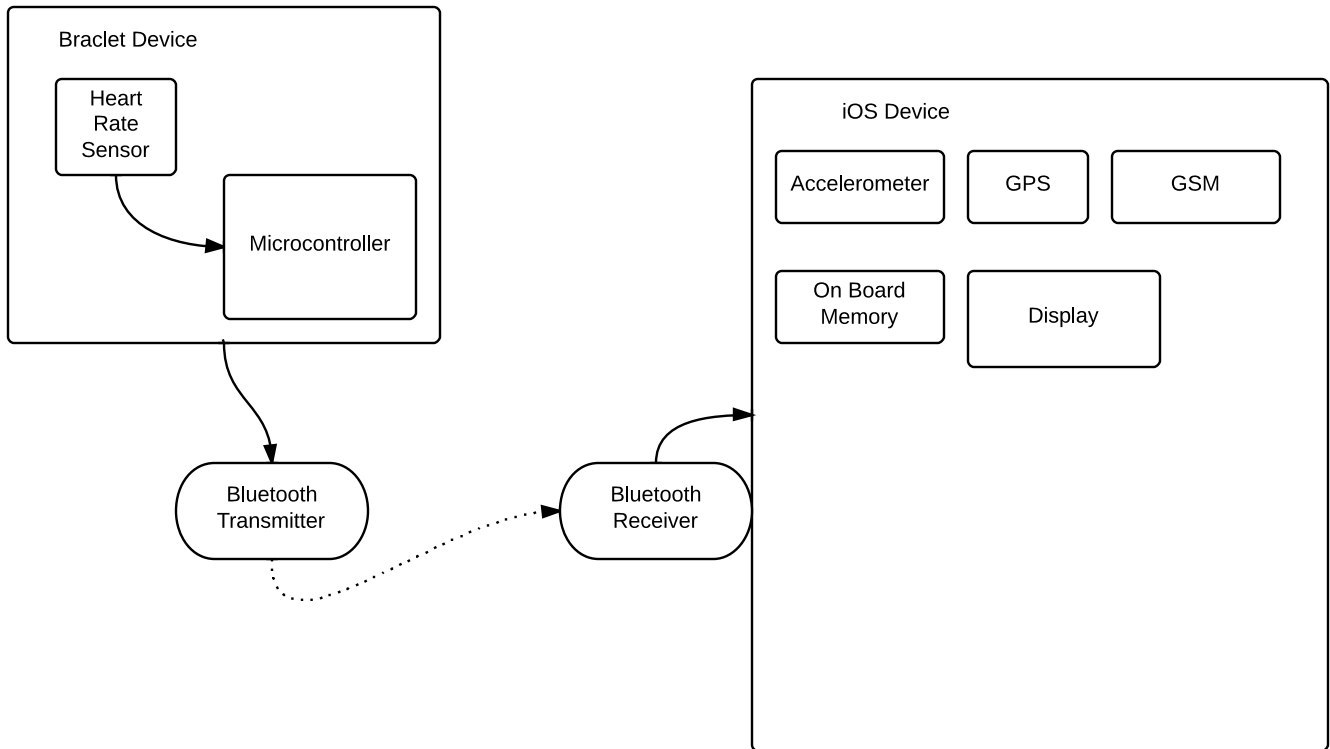 Braclet Device
Heart
Rate
Sensor
Microcontroller
iOS Device
Accelerometer
GPS
GSM
On Board
Memory
Display
Bluetooth
Transmitter
Bluetooth
Receiver